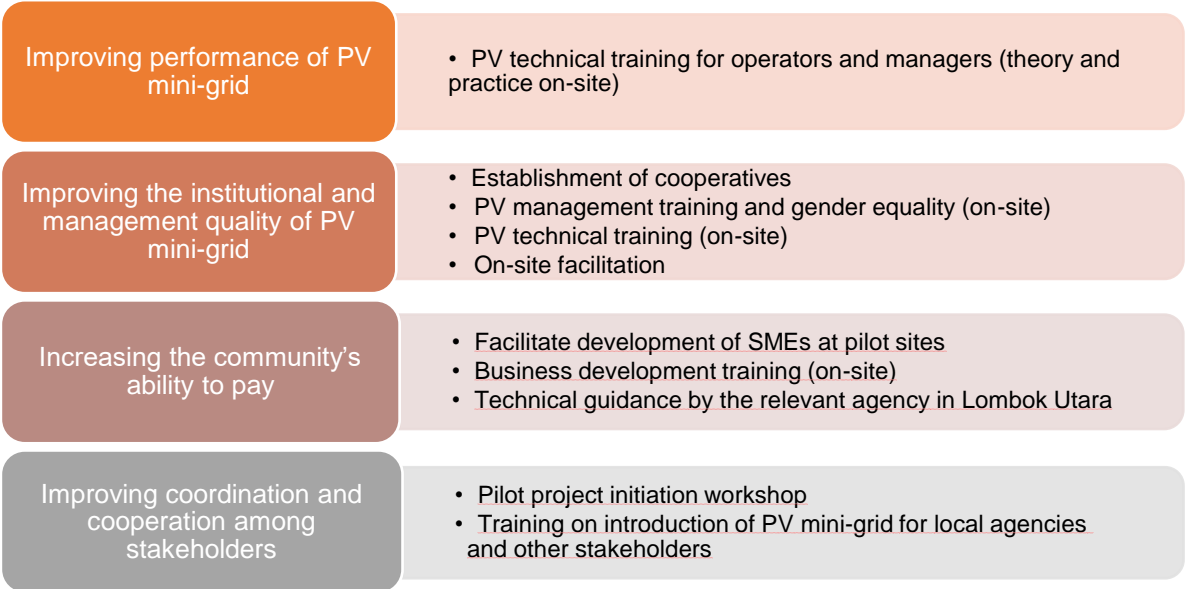 Improving performance of PV
mini-grid
• PV technical training for operators and managers (theory and
practice on-site)
Improving the institutional and
management quality of PV
mini-grid
• Establishment of cooperatives
• PV management training and gender equality (on-site)
• PV technical training (on-site)
• On-site facilitation
Increasing the community’s
ability to pay
• Facilitate development of SMEs at pilot sites
• Business development training (on-site)
• Technical guidance by the relevant agency in Lombok Utara
Improving coordination and
cooperation among
stakeholders
• Pilot project initiation workshop
• Training on introduction of PV mini-grid for local agencies
and other stakeholders